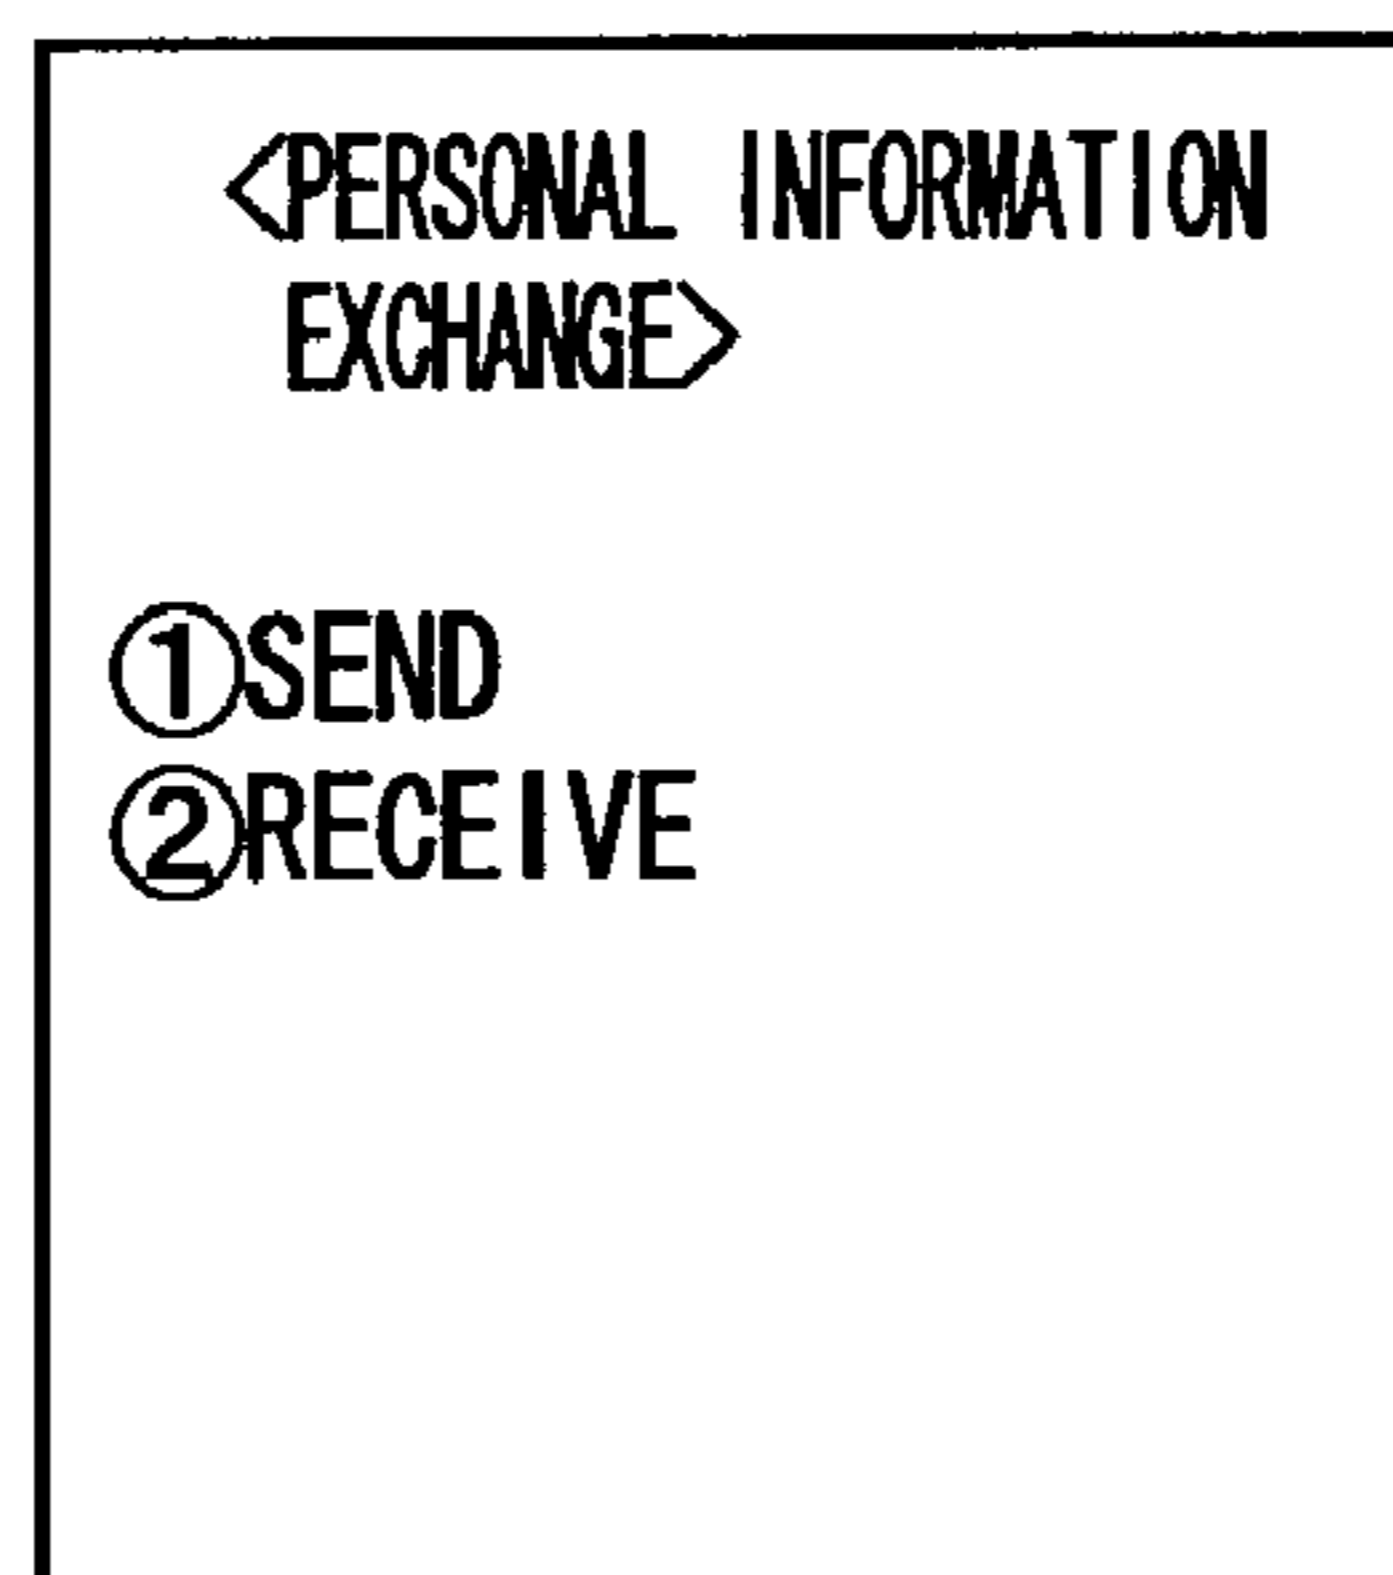 <PERSONAL INFORMATION
EXCHANGE>
①SEND
②RECEIVE